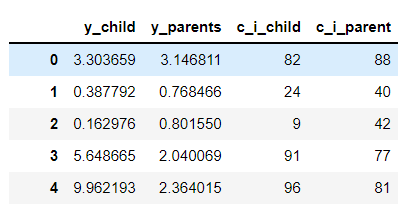 y_child y_parents c_i_child c_i_parent
0 3.303659 3.146811 82 88
1 0.387792 0.768466 24 40
2 0.162976 0.801550 9 42
3 5.648665 2.040069 91 77
4 9.962193 2.364015 96 81